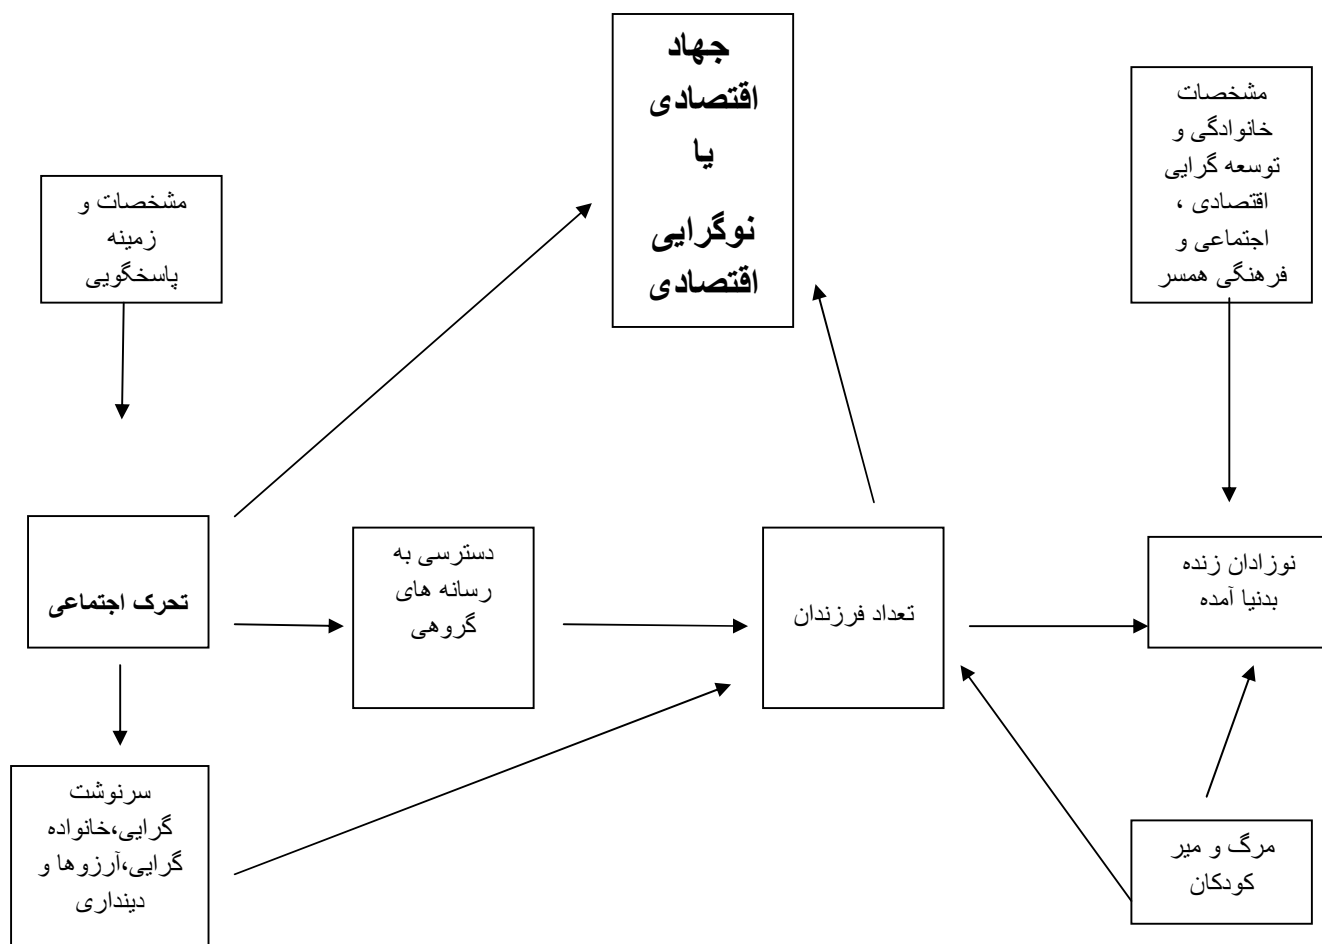 جهاد
اقتصادی
یا
نوگرایی
اقتصادی
مشخصات
خانوادگی و
توسعه گرایی
اقتصادی ،
اجتماعی و
فرهنگی همسر
مشخصات و
زمینه
پاسخگویی
نوزادان زنده
بدنیا آمده
تعداد فرزندان
دسترسی به
رسانه های
گروهی
تحرک اجتماعی
مرگ و میر
کودکان
سرنوشت
گرایی،خانواده
گرایی،آرزوها و
دینداری